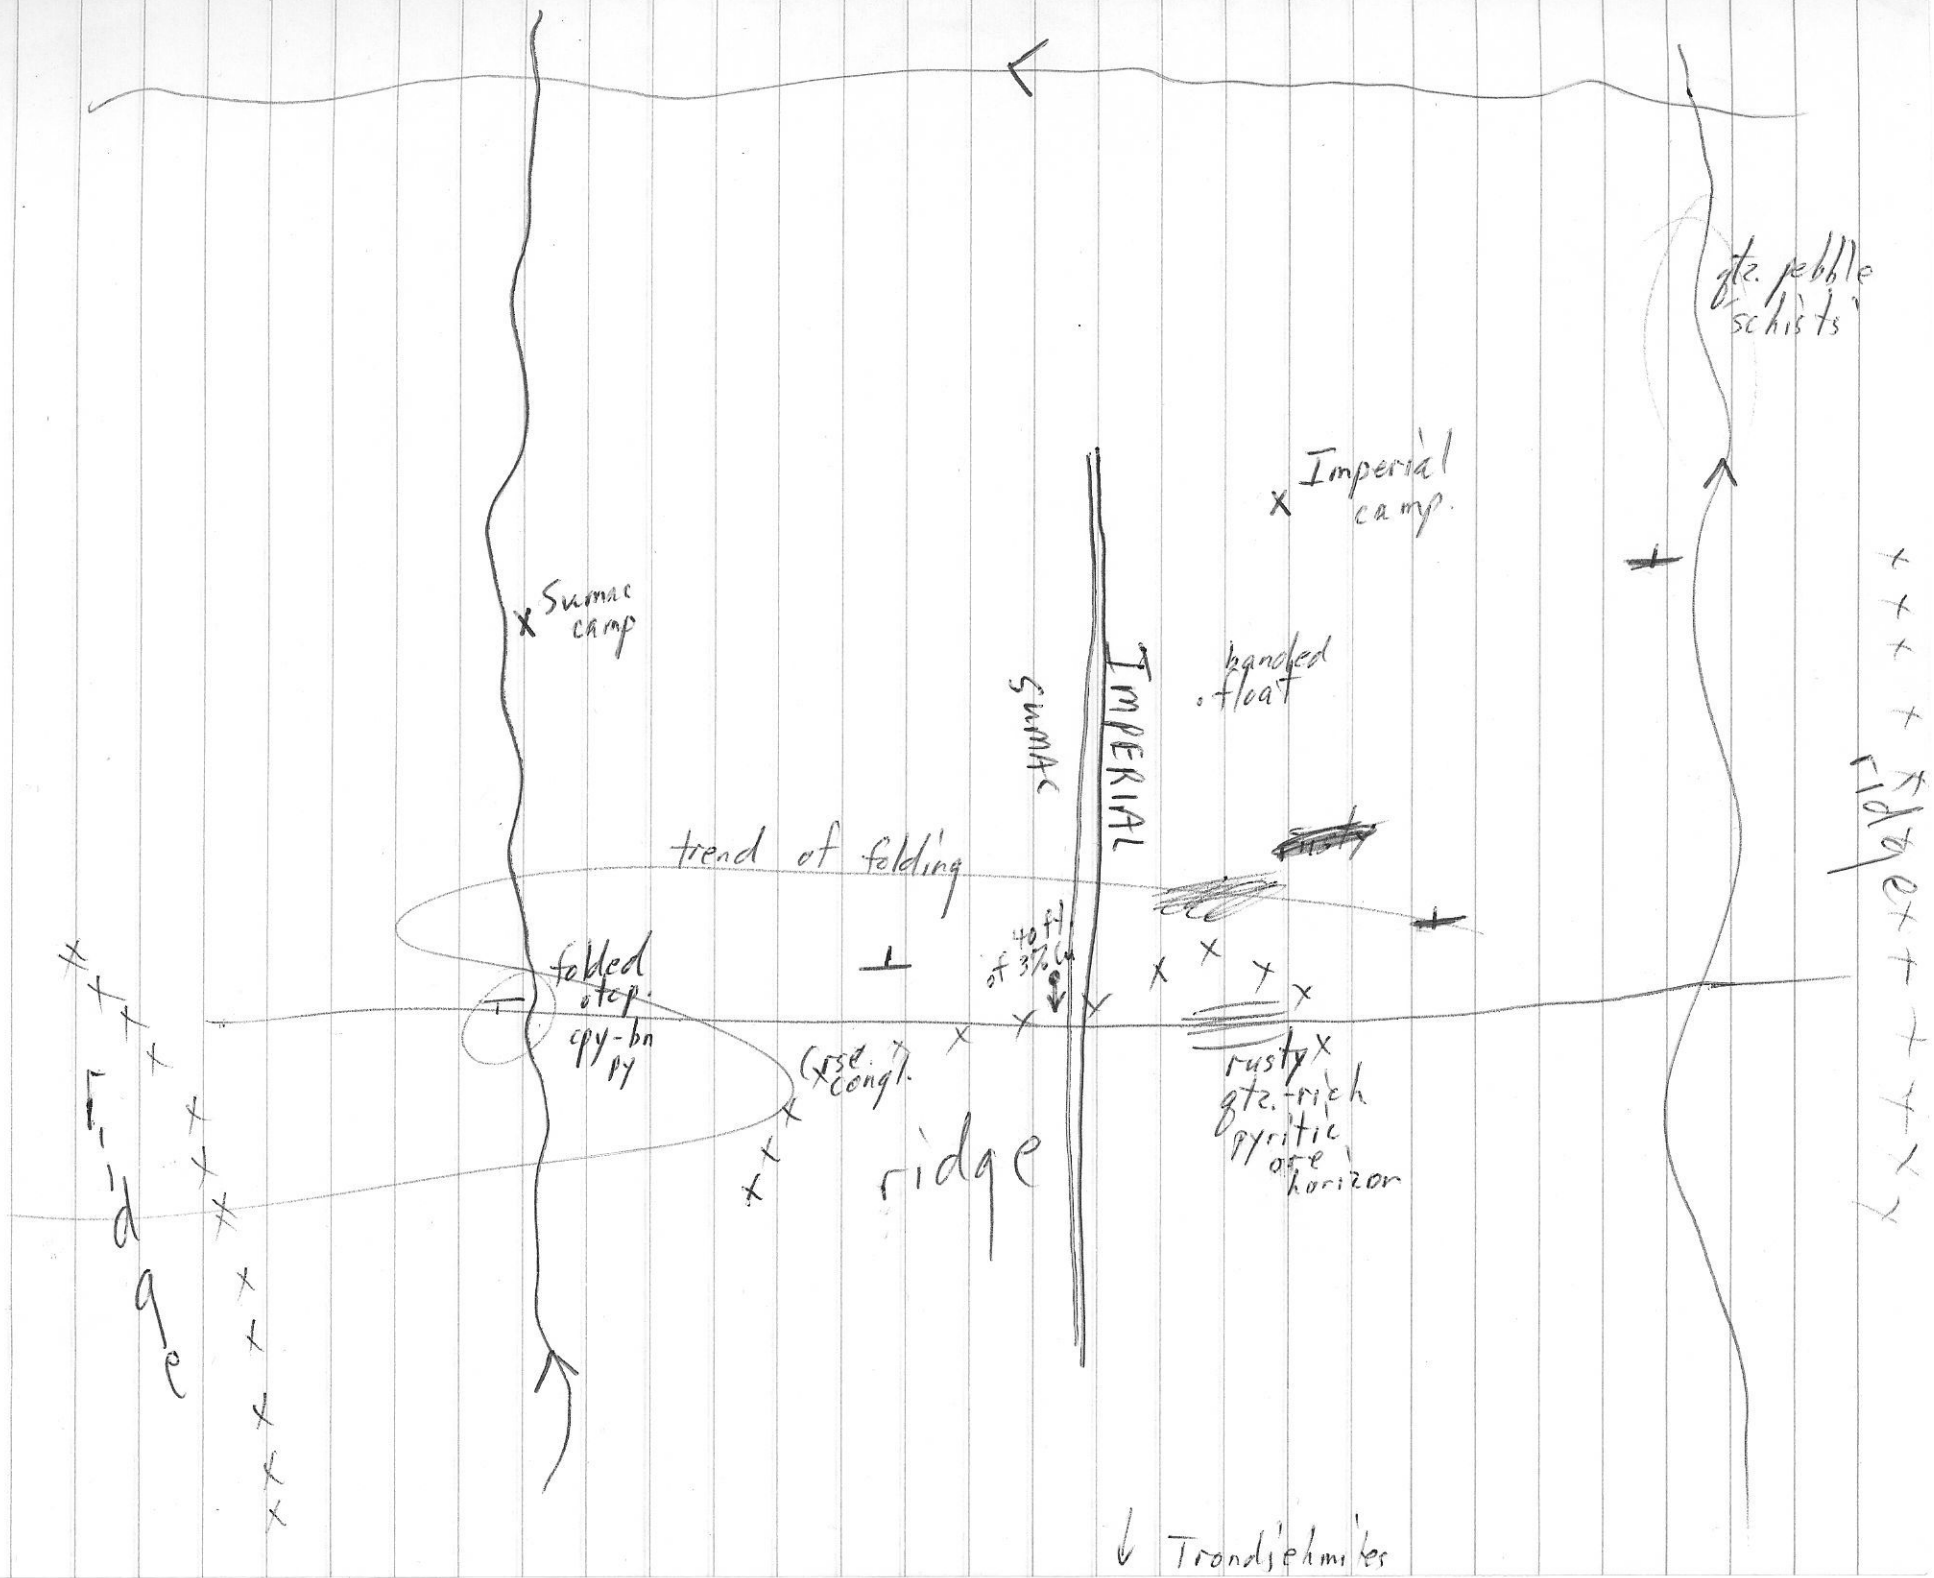 qtz. pebble
schists
Imperial
camp.
Sumac
camp
banded
float
SUMAC
IMPERIAL
ridge
rusty
trend of folding
40 ft.
of 3% Cu
folded
otcp.
cpy-bn
py
crse.
congl.
rusty
qtz.-rich
pyritic
ore
horizon
ridge
ridge
Trondjehmites